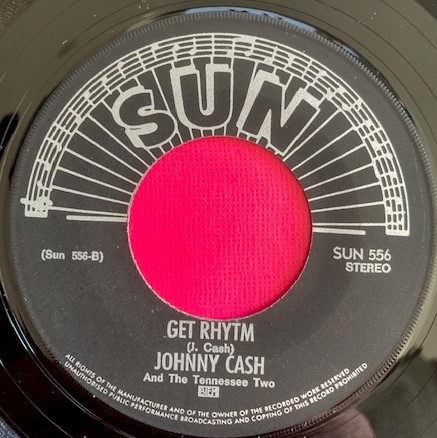 SUN
(Sun 556-B)
SUN 556
STEREO
GET RHYTM
(J. Cash)
JOHNNY CASH
And The Tennessee Two
ALL RIGHTS OF THE MANUFACTURER AND OF THE OWNER OF THE RECORDED WORK RESERVED
UNAUTHORISED PUBLIC PERFORMANCE BROADCASTING AND COPYING OF THIS RECORD PROHIBITED